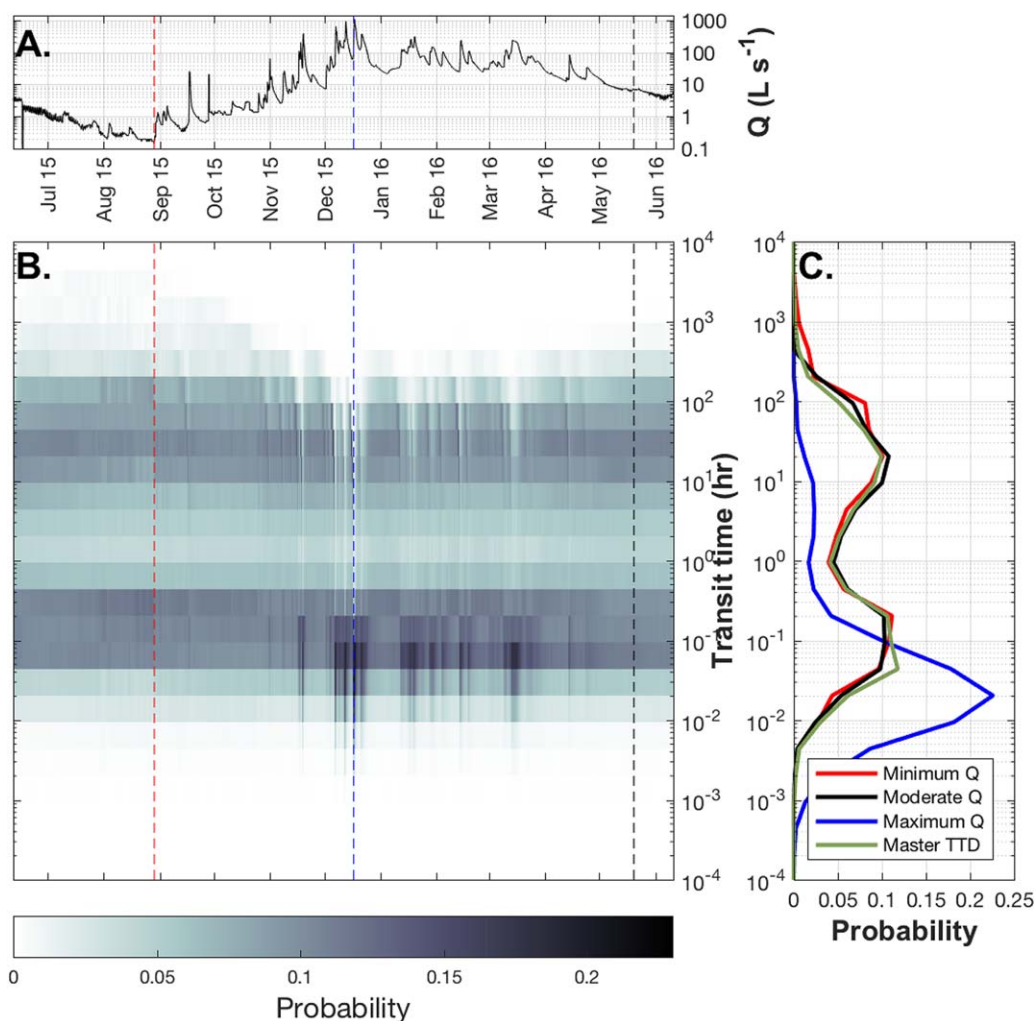 A.
1000
100
10
1
0.1
Q (L s-1)
Jul 15
Aug 15
Sep 15
Oct 15
Nov 15
Dec 15
Jan 16
Feb 16
Mar 16
Apr 16
May 16
Jun 16
B.
10^4
10^3
10^2
10^1
10^0
10^-1
10^-2
10^-3
10^-4
Transit time (hr)
C.
10^4
10^3
10^2
10^1
10^0
10^-1
10^-2
10^-3
10^-4
Minimum Q
Moderate Q
Maximum Q
Master TTD
0 0.05 0.1 0.15 0.2 0.25
Probability
0 0.05 0.1 0.15 0.2
Probability